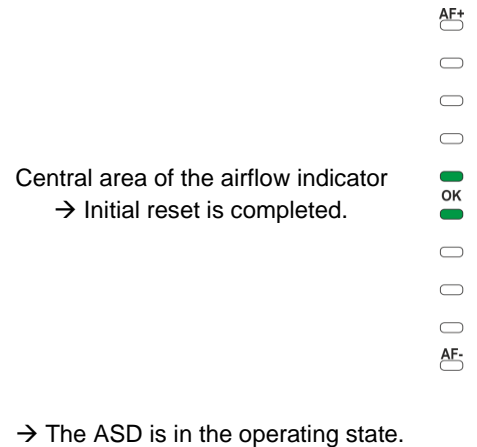 AF+
Central area of the airflow indicator
→ Initial reset is completed.
OK
AF-
→ The ASD is in the operating state.